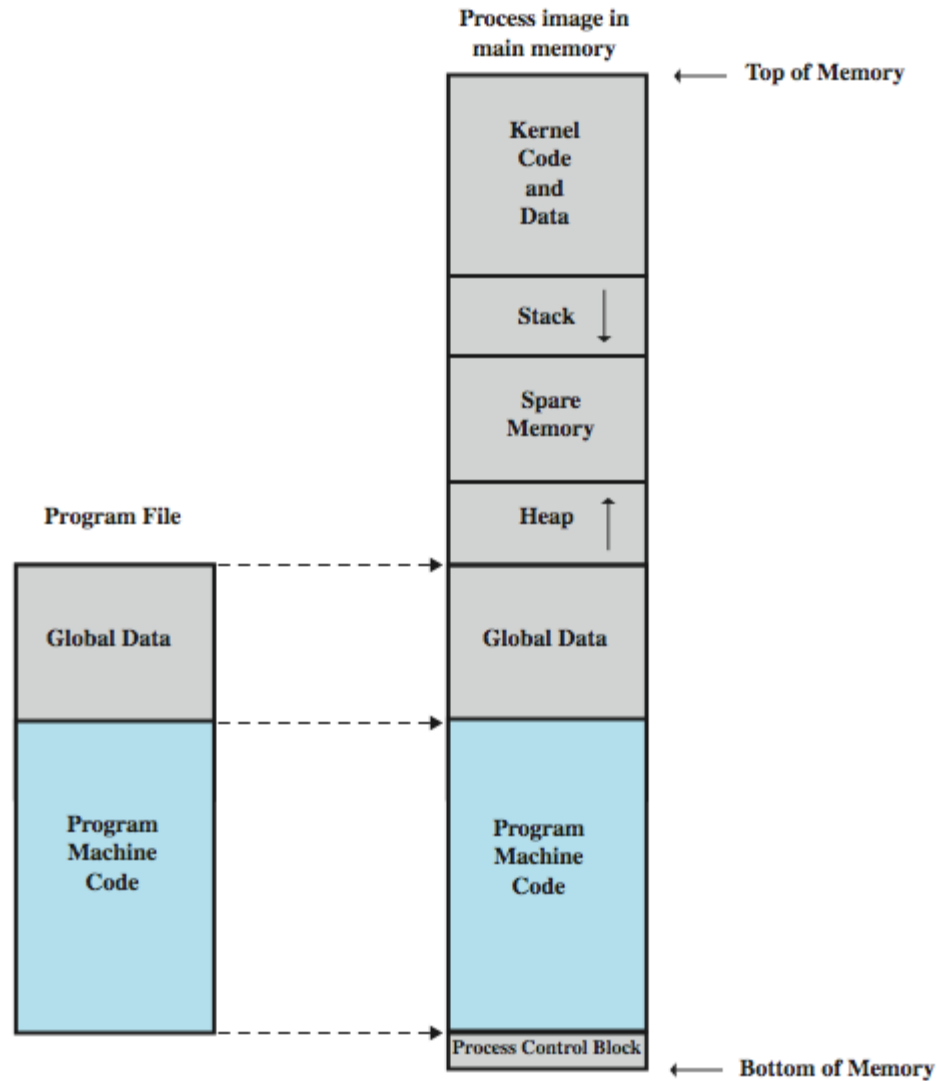 Process image in
main memory
Top of Memory
Kernel
Code
and
Data
Stack
Spare
Memory
Heap
Program File
Global Data
Global Data
Program
Machine
Code
Program
Machine
Code
Process Control Block
Bottom of Memory